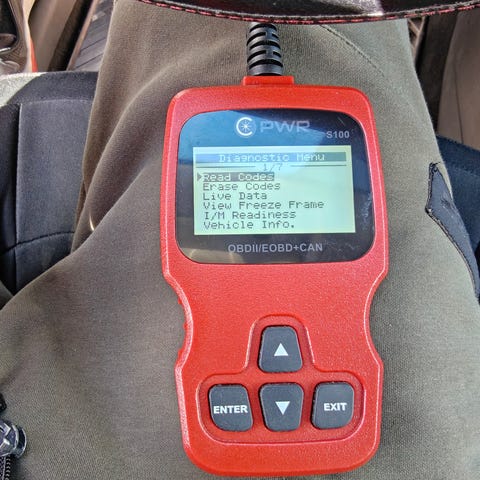 PWR
S100
Diagnostic Menu
1/7
Read Codes
Erase Codes
Live Data
View Freeze Frame
I/M Readiness
Vehicle Info.
OBDII/EOBD+CAN
ENTER
EXIT